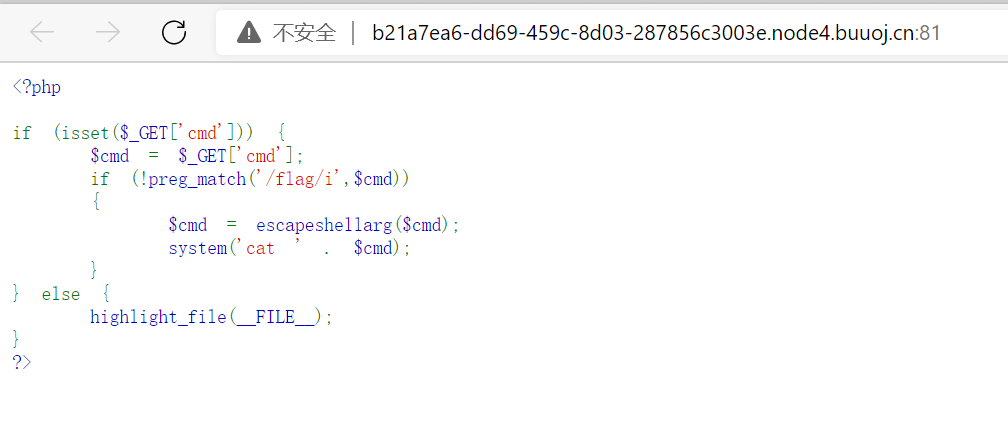 不安全 | b21a7ea6-dd69-459c-8d03-287856c3003e.node4.buuoj.cn:81
<?php
if (isset($_GET['cmd'])) {
$cmd = $_GET['cmd'];
if (!preg_match('/flag/i',$cmd))
{
$cmd = escapeshellarg($cmd);
system('cat ' . $cmd);
}
} else {
highlight_file(__FILE__);
}
?>